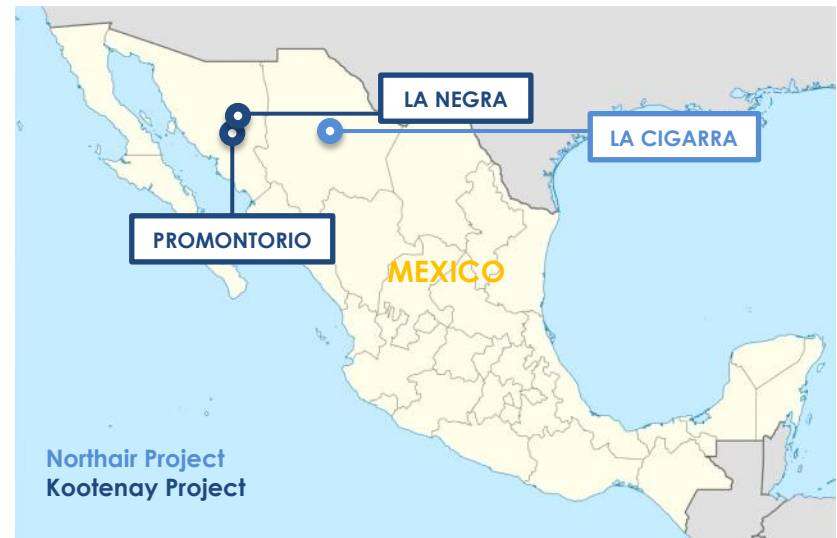 LA NEGRA
LA CIGARRA
PROMONTORIO
MEXICO
Northair Project
Kootenay Project